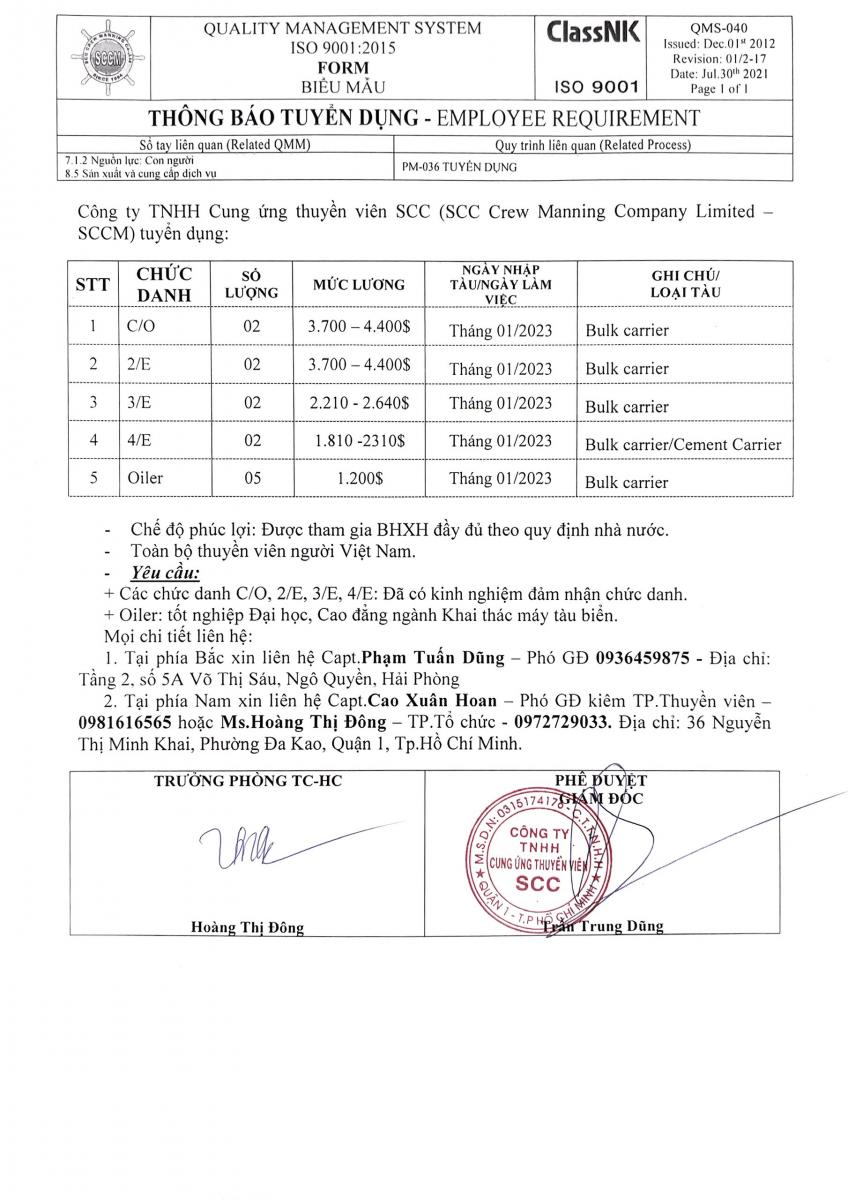 SCC CREW MANNING CO.,LTD
SCCM
SINCE 1994
QUALITY MANAGEMENT SYSTEM
ISO 9001:2015
FORM
BIỂU MẪU
ClassNK
ISO 9001
QMS-040
Issued: Dec.01st 2012
Revision: 01/2-17
Date: Jul.30th 2021
Page 1 of 1
THÔNG BÁO TUYỂN DỤNG - EMPLOYEE REQUIREMENT
Sổ tay liên quan (Related QMM)
Quy trình liên quan (Related Process)
7.1.2 Nguồn lực: Con người
8.5 Sản xuất và cung cấp dịch vụ
PM-036 TUYỂN DỤNG
Công ty TNHH Cung ứng thuyền viên SCC (SCC Crew Manning Company Limited –
SCCM) tuyển dụng:
STT CHỨC DANH SỐ LƯỢNG MỨC LƯƠNG NGÀY NHẬP TÀU/NGÀY LÀM VIỆC GHI CHÚ/ LOẠI TÀU
1 C/O 02 3.700 – 4.400$ Tháng 01/2023 Bulk carrier
2 2/E 02 3.700 – 4.400$ Tháng 01/2023 Bulk carrier
3 3/E 02 2.210 - 2.640$ Tháng 01/2023 Bulk carrier
4 4/E 02 1.810 -2310$ Tháng 01/2023 Bulk carrier/Cement Carrier
5 Oiler 05 1.200$ Tháng 01/2023 Bulk carrier
- Chế độ phúc lợi: Được tham gia BHXH đầy đủ theo quy định nhà nước.
- Toàn bộ thuyền viên người Việt Nam.
- Yêu cầu:
+ Các chức danh C/O, 2/E, 3/E, 4/E: Đã có kinh nghiệm đảm nhận chức danh.
+ Oiler: tốt nghiệp Đại học, Cao đẳng ngành Khai thác máy tàu biển.
Mọi chi tiết liên hệ:
1. Tại phía Bắc xin liên hệ Capt.Phạm Tuấn Dũng – Phó GĐ 0936459875 - Địa chỉ:
Tầng 2, số 5A Võ Thị Sáu, Ngô Quyền, Hải Phòng
2. Tại phía Nam xin liên hệ Capt.Cao Xuân Hoan – Phó GĐ kiêm TP.Thuyền viên –
0981616565 hoặc Ms.Hoàng Thị Đông – TP.Tổ chức - 0972729033. Địa chỉ: 36 Nguyễn
Thị Minh Khai, Phường Đa Kao, Quận 1, Tp.Hồ Chí Minh.
TRƯỞNG PHÒNG TC-HC
PHÊ DUYỆT
GIÁM ĐỐC
M.S.D.N: 0315174176 - C.T.T.N.H.H
CÔNG TY
TNHH
CUNG ỨNG THUYỀN VIÊN
SCC
QUẬN 1 - T.P HỒ CHÍ MINH
Hoàng Thị Đông
Trần Trung Dũng